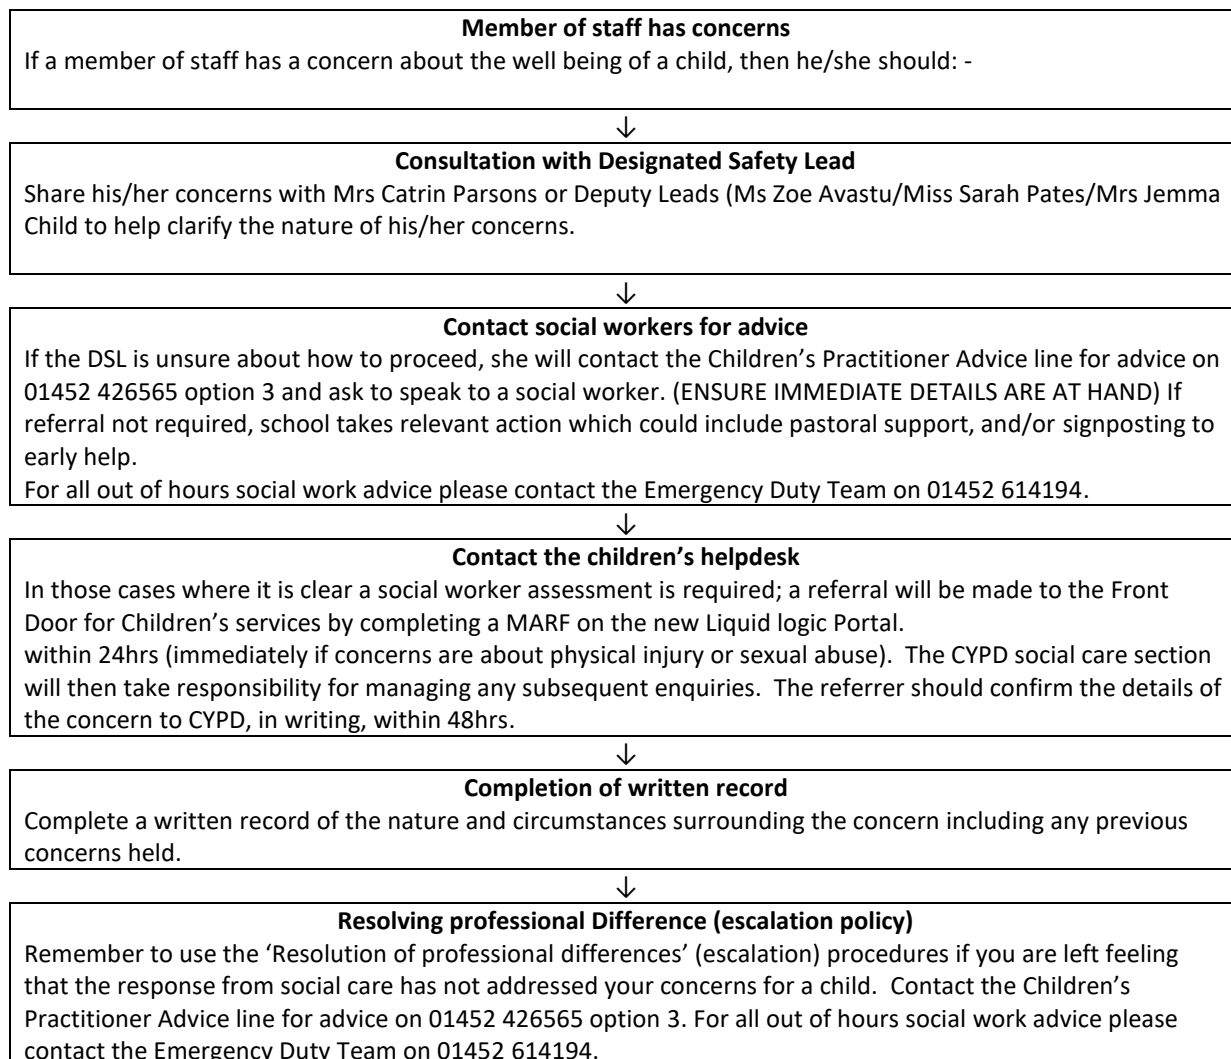 Member of staff has concerns
If a member of staff has a concern about the well being of a child, then he/she should: -
↓
Consultation with Designated Safety Lead
Share his/her concerns with Mrs Catrin Parsons or Deputy Leads (Ms Zoe Avastu/Miss Sarah Pates/Mrs Jemma
Child to help clarify the nature of his/her concerns.
↓
Contact social workers for advice
If the DSL is unsure about how to proceed, she will contact the Children’s Practitioner Advice line for advice on
01452 426565 option 3 and ask to speak to a social worker. (ENSURE IMMEDIATE DETAILS ARE AT HAND) If
referral not required, school takes relevant action which could include pastoral support, and/or signposting to
early help.
For all out of hours social work advice please contact the Emergency Duty Team on 01452 614194.
↓
Contact the children’s helpdesk
In those cases where it is clear a social worker assessment is required; a referral will be made to the Front
Door for Children’s services by completing a MARF on the new Liquid logic Portal.
within 24hrs (immediately if concerns are about physical injury or sexual abuse).  The CYPD social care section
will then take responsibility for managing any subsequent enquiries.  The referrer should confirm the details of
the concern to CYPD, in writing, within 48hrs.
↓
Completion of written record
Complete a written record of the nature and circumstances surrounding the concern including any previous
concerns held.
↓
Resolving professional Difference (escalation policy)
Remember to use the ‘Resolution of professional differences’ (escalation) procedures if you are left feeling
that the response from social care has not addressed your concerns for a child.  Contact the Children’s
Practitioner Advice line for advice on 01452 426565 option 3. For all out of hours social work advice please
contact the Emergency Duty Team on 01452 614194.